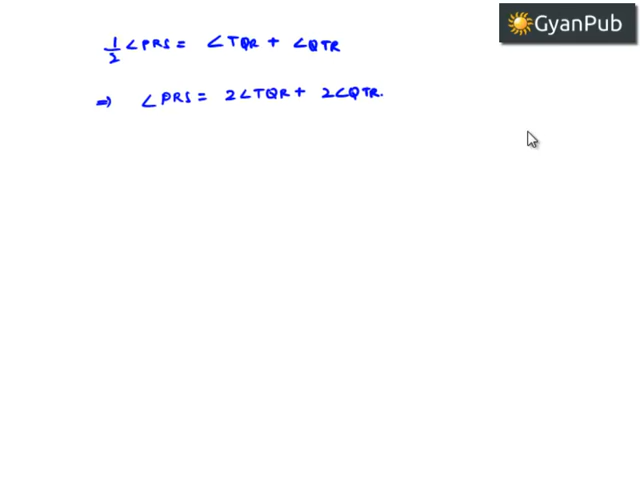 GyanPub
1/2 ∠PRS = ∠TQR + ∠QTR
⇒ ∠PRS = 2∠TQR + 2∠QTR.